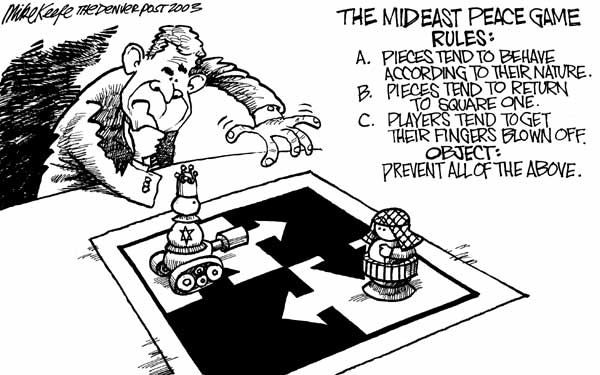 Mike Keefe THE DENVER POST 2003
THE MIDEAST PEACE GAME
RULES:
A. PIECES TEND TO BEHAVE
ACCORDING TO THEIR NATURE.
B. PIECES TEND TO RETURN
TO SQUARE ONE.
C. PLAYERS TEND TO GET
THEIR FINGERS BLOWN OFF.
OBJECT:
PREVENT ALL OF THE ABOVE.